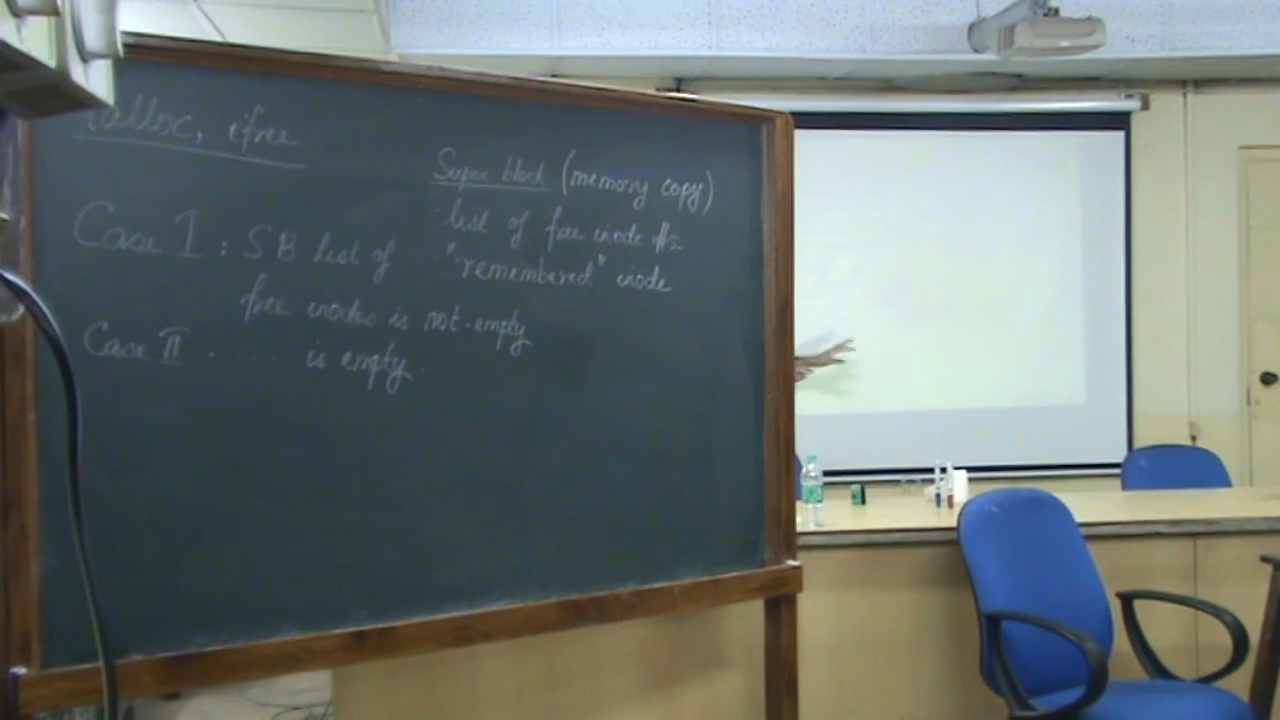 ialloc, ifree
Super block (memory copy)
list of free inode #s.
"remembered" inode
Case I : SB list of
free inodes is not-empty
Case II . . . . is empty.